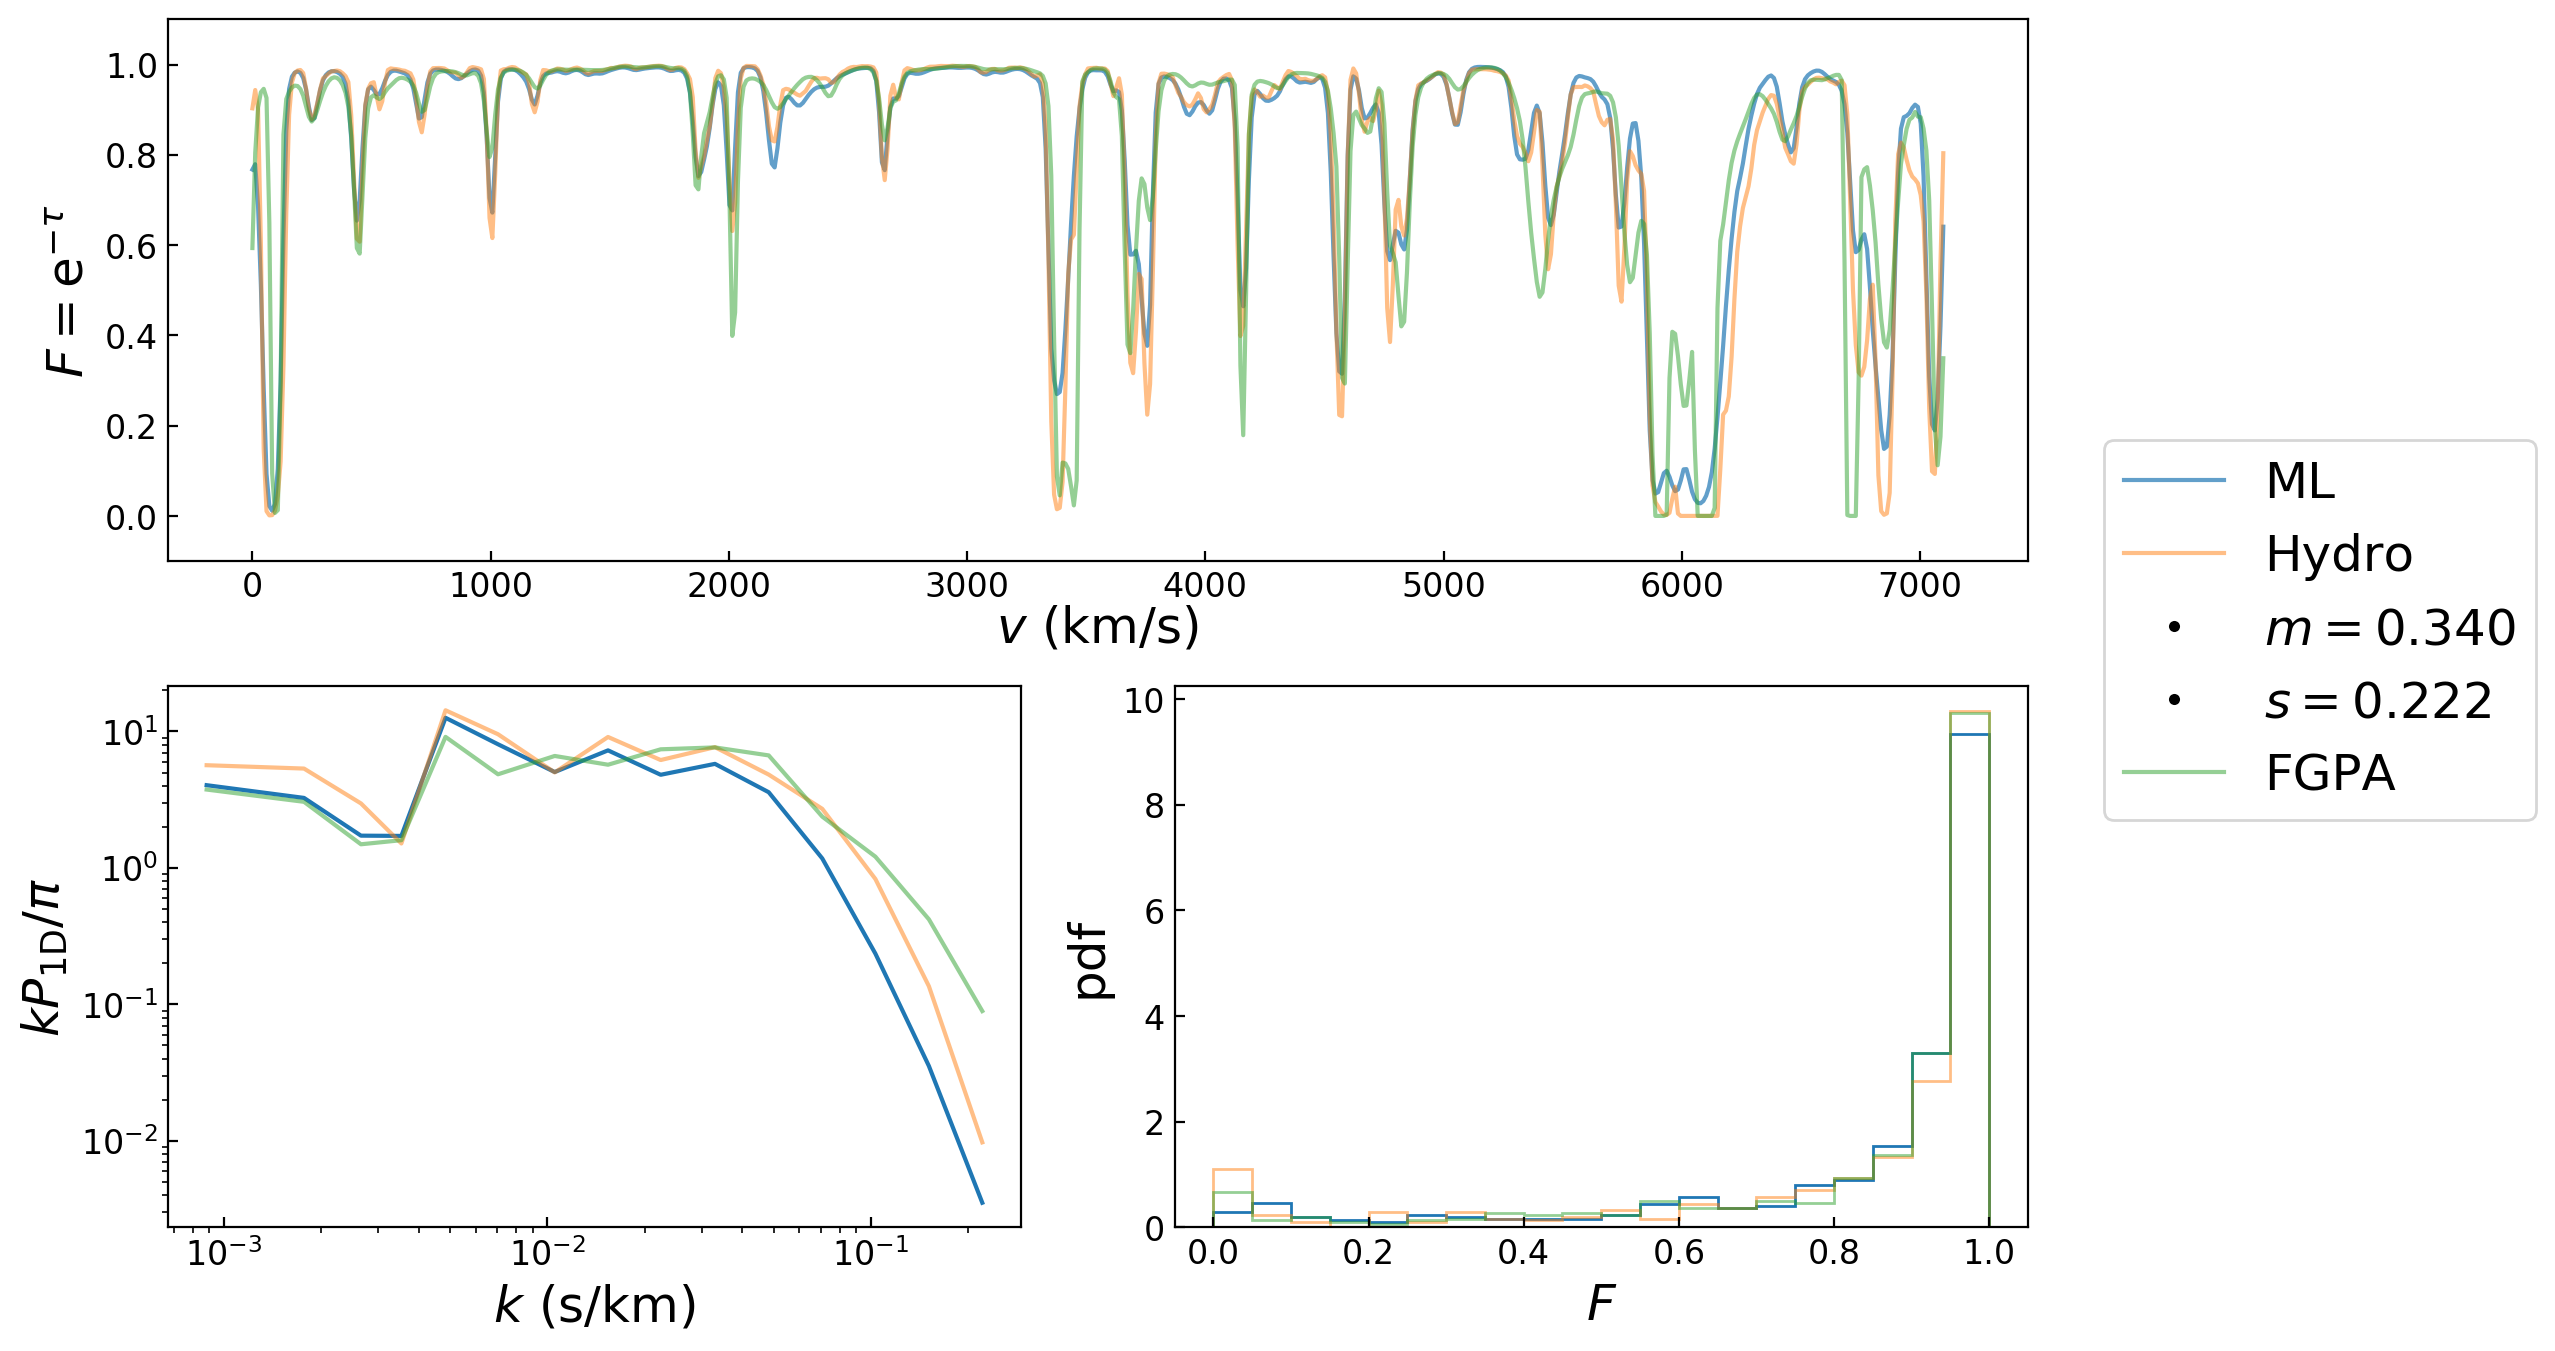 1.0
0.8
0.6
0.4
0.2
0.0
F = e^{-τ}
0 1000 2000 3000 4000 5000 6000 7000
v (km/s)
ML
Hydro
m = 0.340
s = 0.222
FGPA
10^1
10^0
10^{-1}
10^{-2}
kP_{1D}/π
10^{-3} 10^{-2} 10^{-1}
k (s/km)
10
8
6
4
2
0
pdf
0.0 0.2 0.4 0.6 0.8 1.0
F